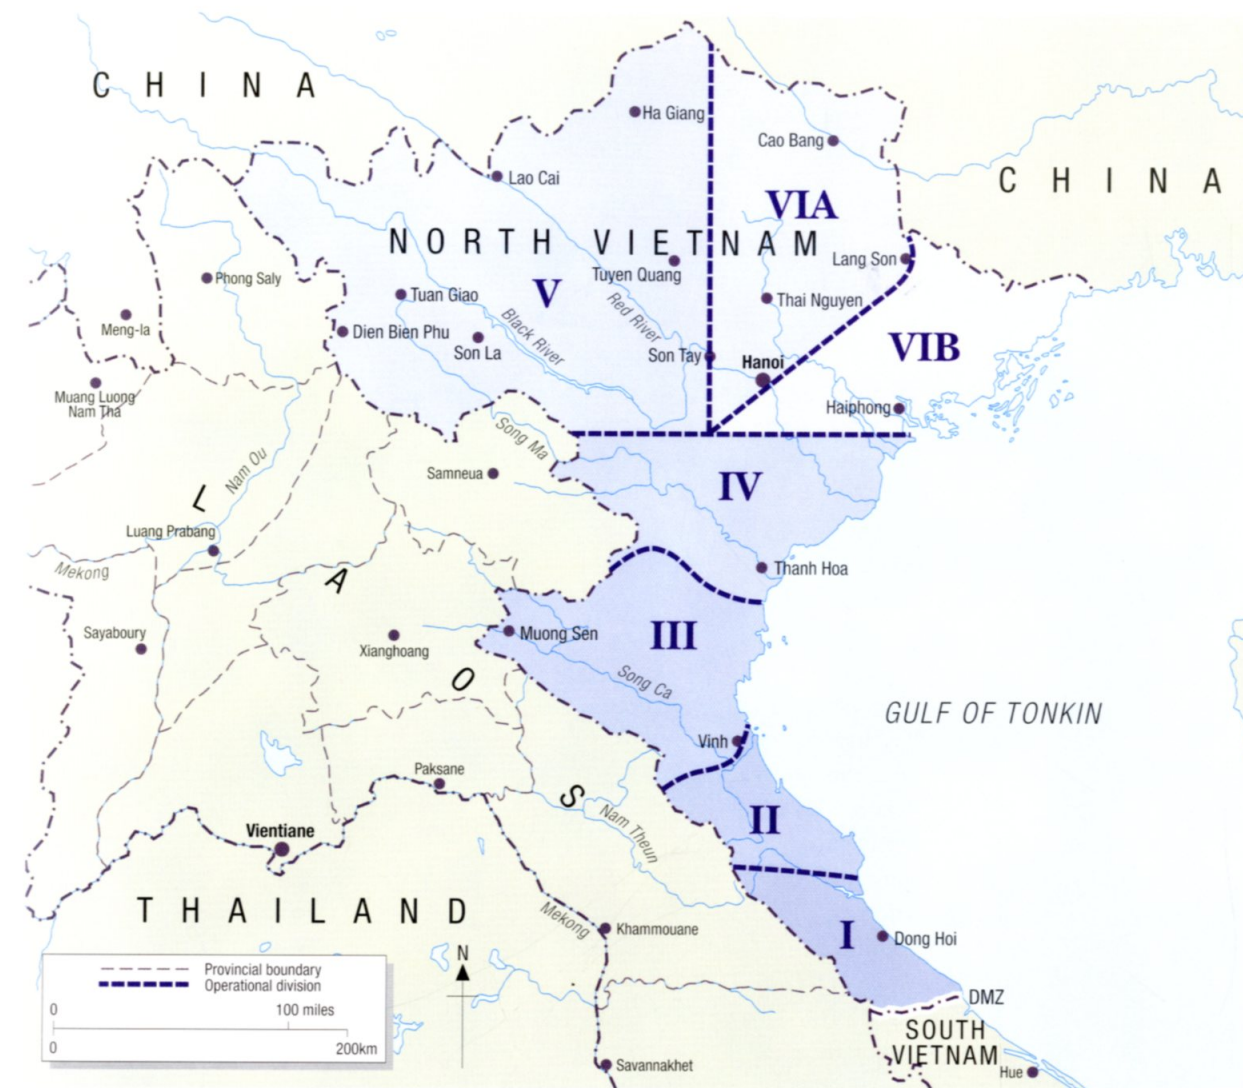 CHINA
Ha Giang
Cao Bang
Lao Cai
CHINA
VIA
NORTH VIETNAM
Lang Son
Tuyen Quang
Phong Saly
V
Tuan Giao
Red River
Thai Nguyen
Meng-la
Dien Bien Phu
Black River
Son La
Son Tay
Hanoi
VIB
Muang Luong
Nam Tha
Haiphong
Song Ma
Nam Ou
Samneua
IV
LAOS
Luang Prabang
Mekong
Thanh Hoa
Sayaboury
Xianghoang
Muong Sen
III
Song Ca
GULF OF TONKIN
Vinh
Paksane
II
Nam Theun
Vientiane
THAILAND
Mekong
Khammouane
I
Dong Hoi
N
Provincial boundary
Operational division
0 100 miles
0 200km
DMZ
SOUTH
VIETNAM
Savannakhet
Hue